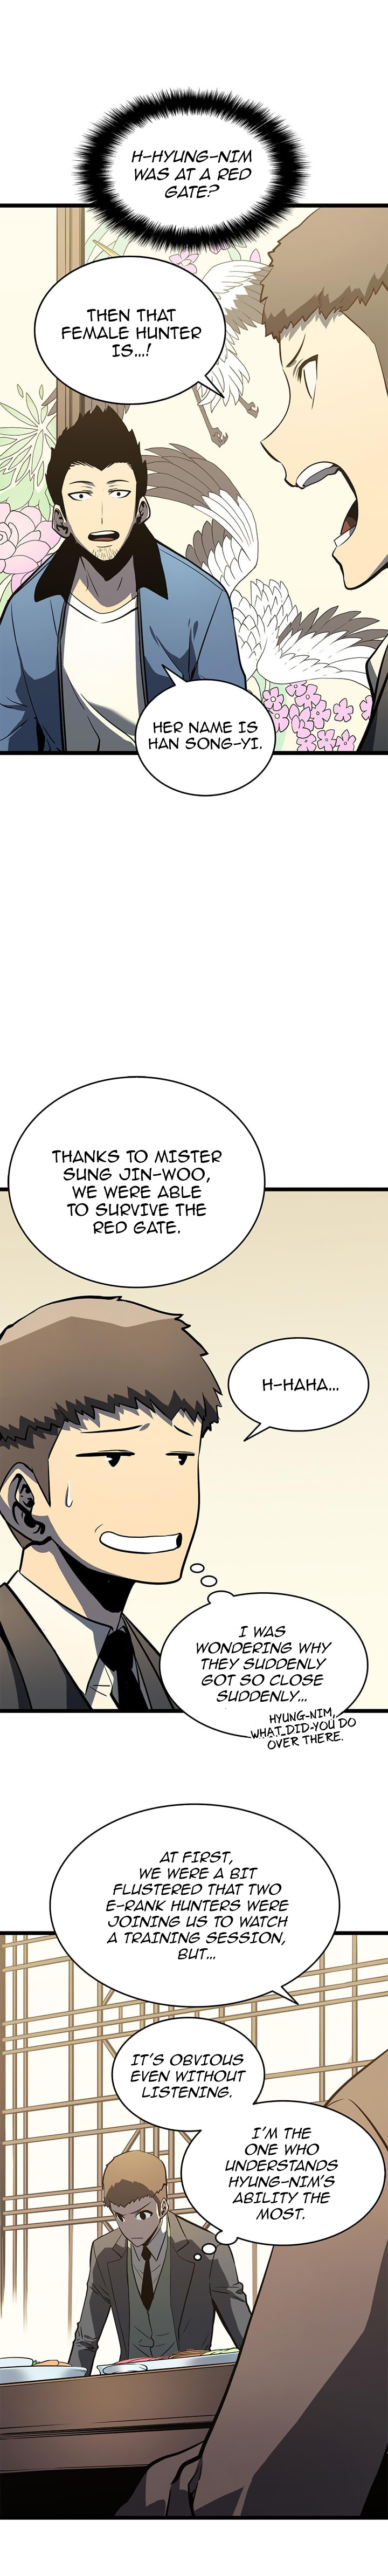 H-HYUNG-NIM
WAS AT A RED
GATE?
THEN THAT
FEMALE HUNTER
IS...!
HER NAME IS
HAN SONG-YI.
THANKS TO MISTER
SUNG JIN-WOO,
WE WERE ABLE
TO SURVIVE THE
RED GATE.
H-HAHA...
I WAS
WONDERING WHY
THEY SUDDENLY
GOT SO CLOSE
SUDDENLY...
HYUNG-NIM,
WHAT DID YOU DO
OVER THERE.
AT FIRST,
WE WERE A BIT
FLUSTERED THAT TWO
E-RANK HUNTERS WERE
JOINING US TO WATCH
A TRAINING SESSION,
BUT...
IT'S OBVIOUS
EVEN WITHOUT
LISTENING.
I'M THE
ONE WHO
UNDERSTANDS
HYUNG-NIM'S
ABILITY THE
MOST.